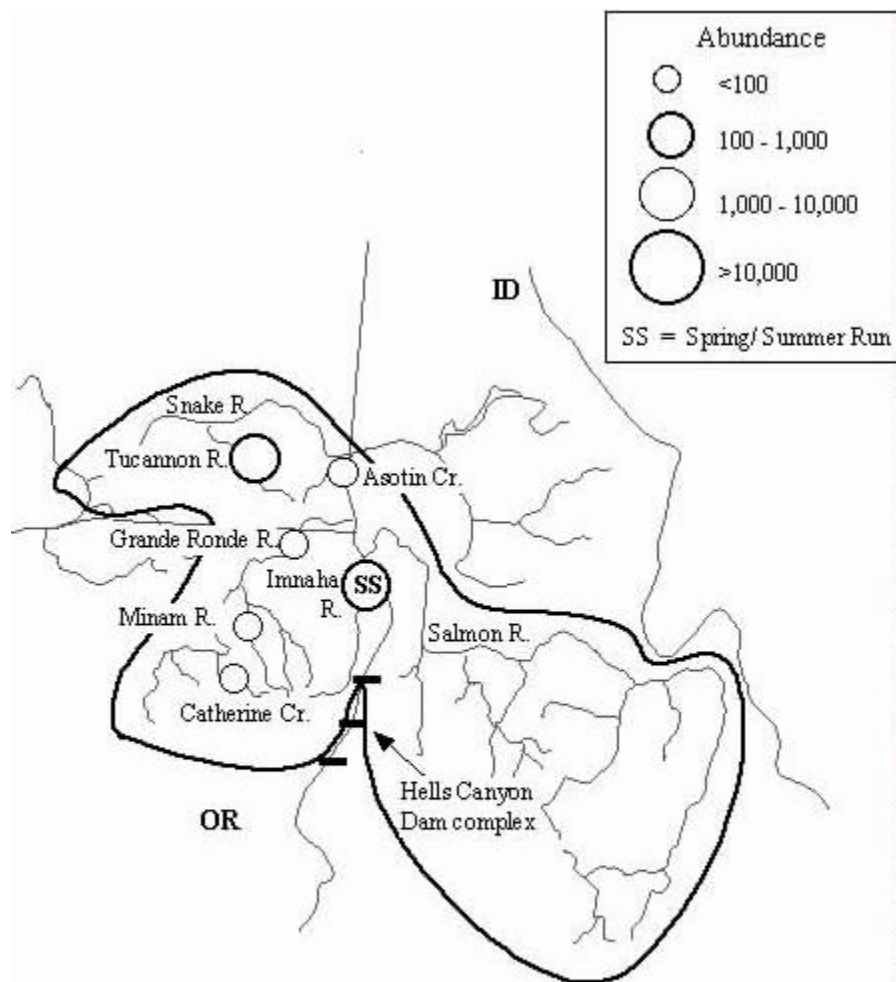 Abundance
<100
100 - 1,000
1,000 - 10,000
>10,000
SS = Spring/ Summer Run
ID
Snake R.
Tucannon R.
Asotin Cr.
Grande Ronde R.
Imnaha
R.
SS
Minam R.
Salmon R.
Catherine Cr.
Hells Canyon
Dam complex
OR